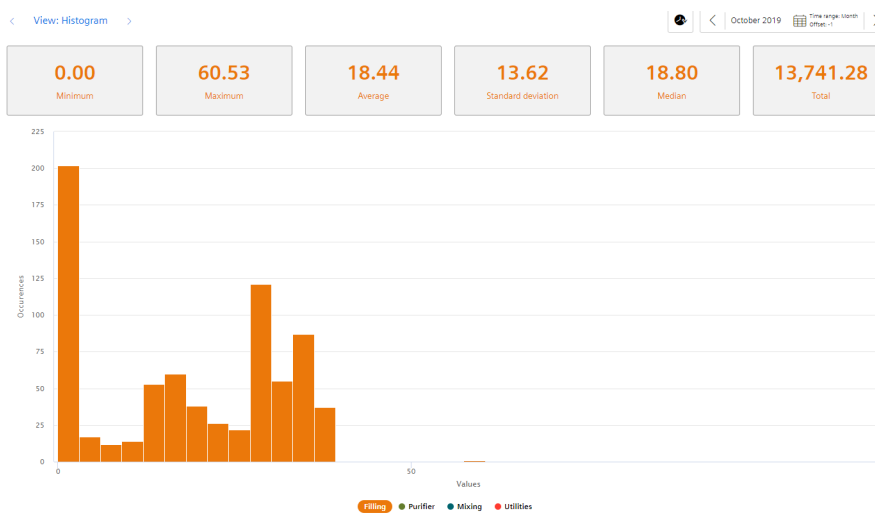 View: Histogram
October 2019
Time range: Month
Offset: -1
0.00
Minimum
60.53
Maximum
18.44
Average
13.62
Standard deviation
18.80
Median
13,741.28
Total
225
200
175
150
125
100
75
50
25
0
Occurences
0
50
Values
Filling
Purifier
Mixing
Utilities